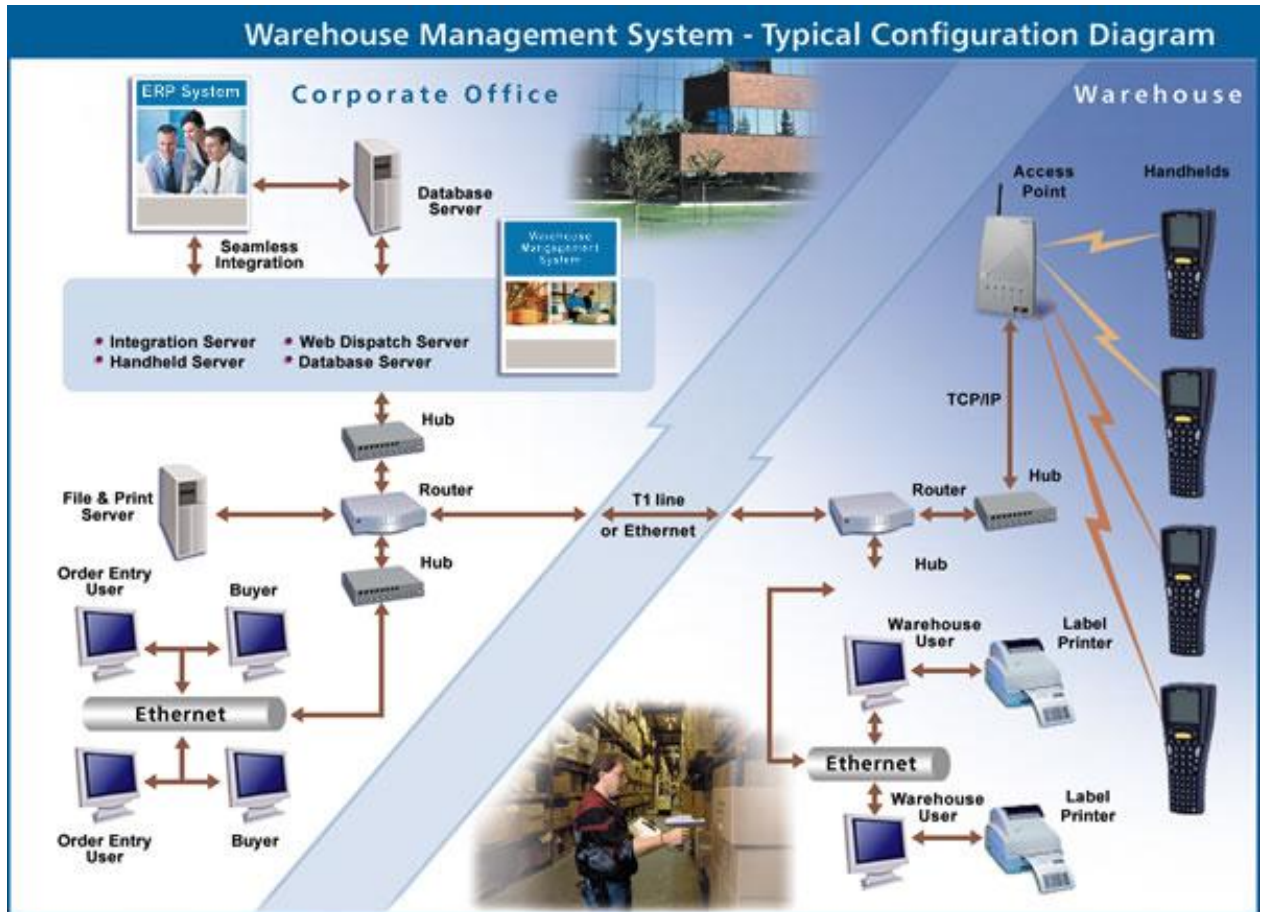 Warehouse Management System - Typical Configuration Diagram
ERP System
Corporate Office
Warehouse
Database
Server
Seamless
Integration
Warehouse
Mangagement
System
• Integration Server
• Handheld Server
• Web Dispatch Server
• Database Server
Hub
File & Print
Server
Router
T1 line
or Ethernet
Hub
Order Entry
User
Buyer
Ethernet
Order Entry
User
Buyer
Access
Point
Handhelds
TCP/IP
Router
Hub
Hub
Warehouse
User
Label
Printer
Ethernet
Warehouse
User
Label
Printer